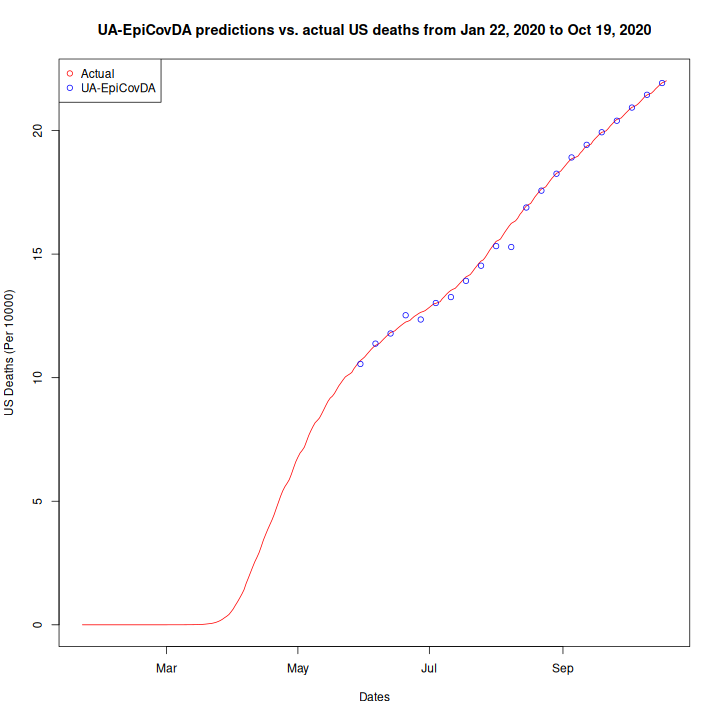 UA-EpiCovDA predictions vs. actual US deaths from Jan 22, 2020 to Oct 19, 2020
Actual
UA-EpiCovDA
US Deaths (Per 10000)
20
15
10
5
0
Mar May Jul Sep
Dates